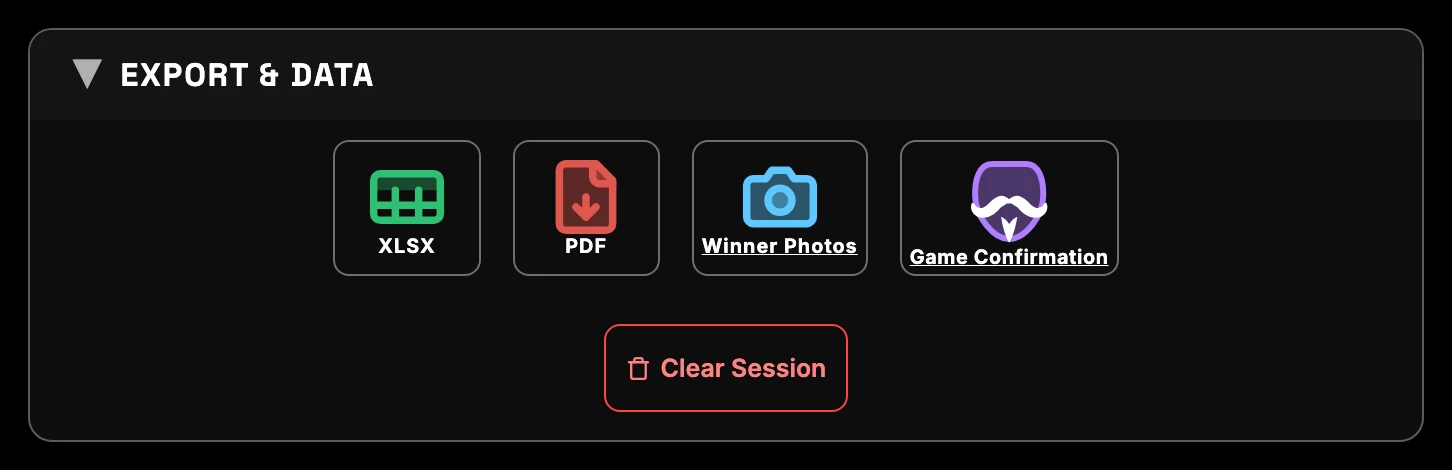 EXPORT & DATA
XLSX
PDF
Winner Photos
Game Confirmation
Clear Session